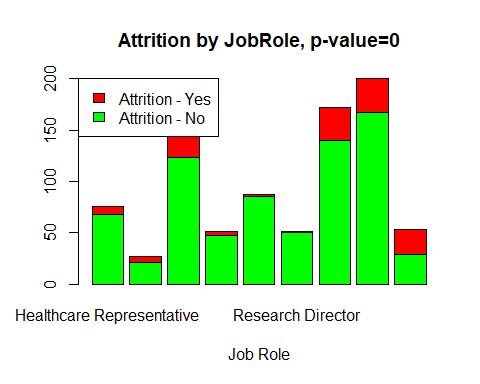 Attrition by JobRole, p-value=0
Attrition - Yes
Attrition - No
200
150
100
50
0
Healthcare Representative
Research Director
Job Role